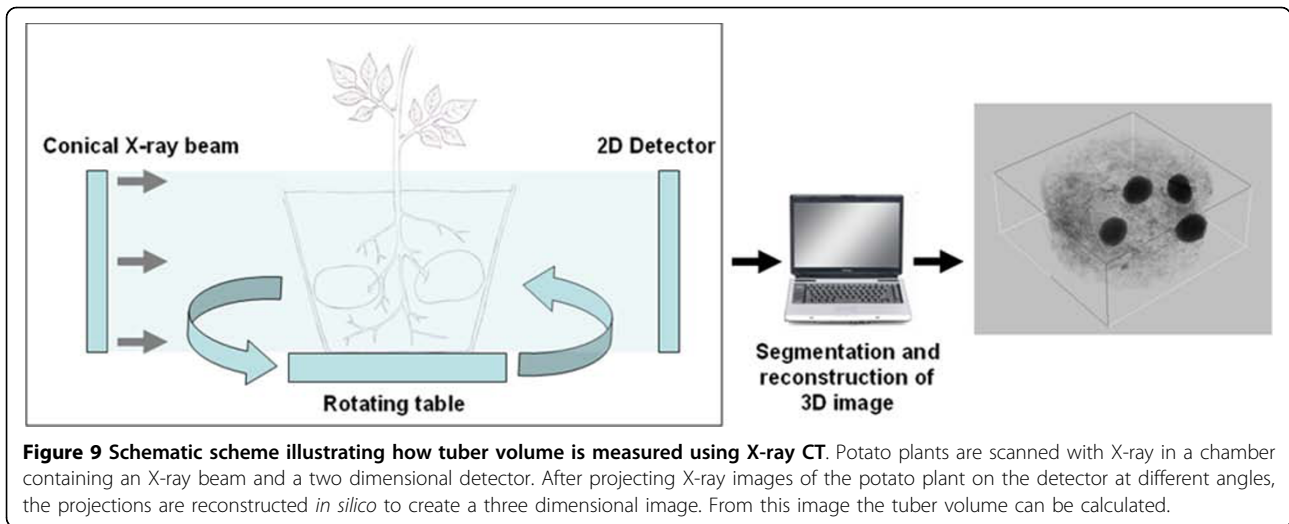 Conical X-ray beam
2D Detector
Rotating table
Segmentation and
reconstruction of
3D image
Figure 9 Schematic scheme illustrating how tuber volume is measured using X-ray CT. Potato plants are scanned with X-ray in a chamber
containing an X-ray beam and a two dimensional detector. After projecting X-ray images of the potato plant on the detector at different angles,
the projections are reconstructed in silico to create a three dimensional image. From this image the tuber volume can be calculated.